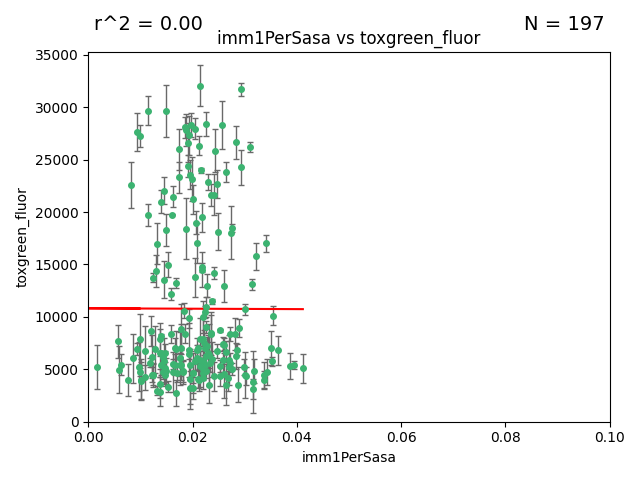 r^2 = 0.00
N = 197
imm1PerSasa vs toxgreen_fluor
35000
30000
25000
20000
15000
10000
5000
0
toxgreen_fluor
0.00
0.02
0.04
0.06
0.08
0.10
imm1PerSasa